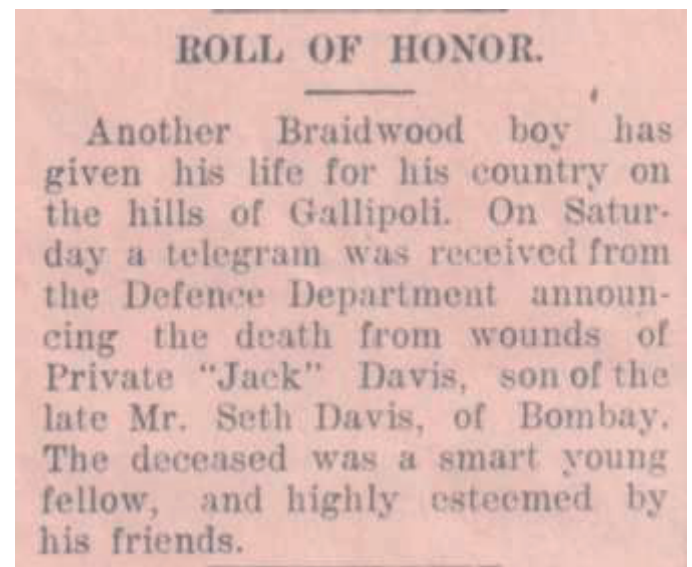 ROLL OF HONOR.
Another Braidwood boy has
given his life for his country on
the hills of Gallipoli. On Satur-
day a telegram was received from
the Defence Department announ-
cing the death from wounds of
Private "Jack" Davis, son of the
late Mr. Seth Davis, of Bombay.
The deceased was a smart young
fellow, and highly esteemed by
his friends.